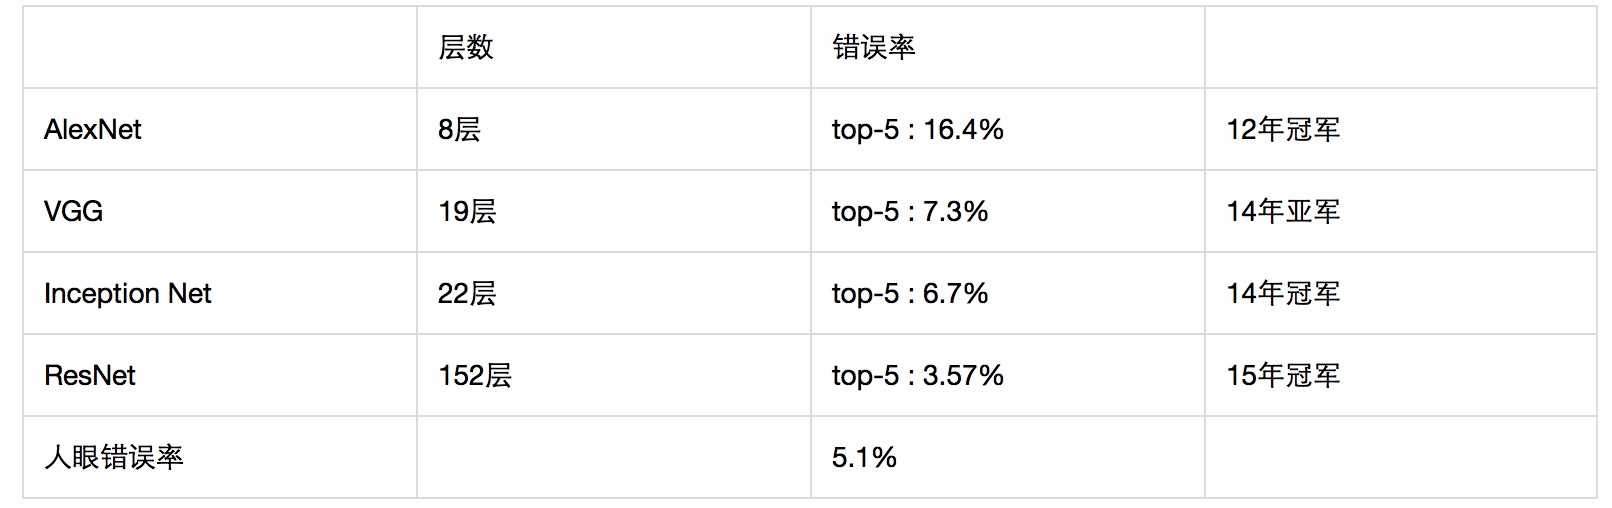 层数 错误率
AlexNet 8层 top-5 : 16.4% 12年冠军
VGG 19层 top-5 : 7.3% 14年亚军
Inception Net 22层 top-5 : 6.7% 14年冠军
ResNet 152层 top-5 : 3.57% 15年冠军
人眼错误率 5.1%